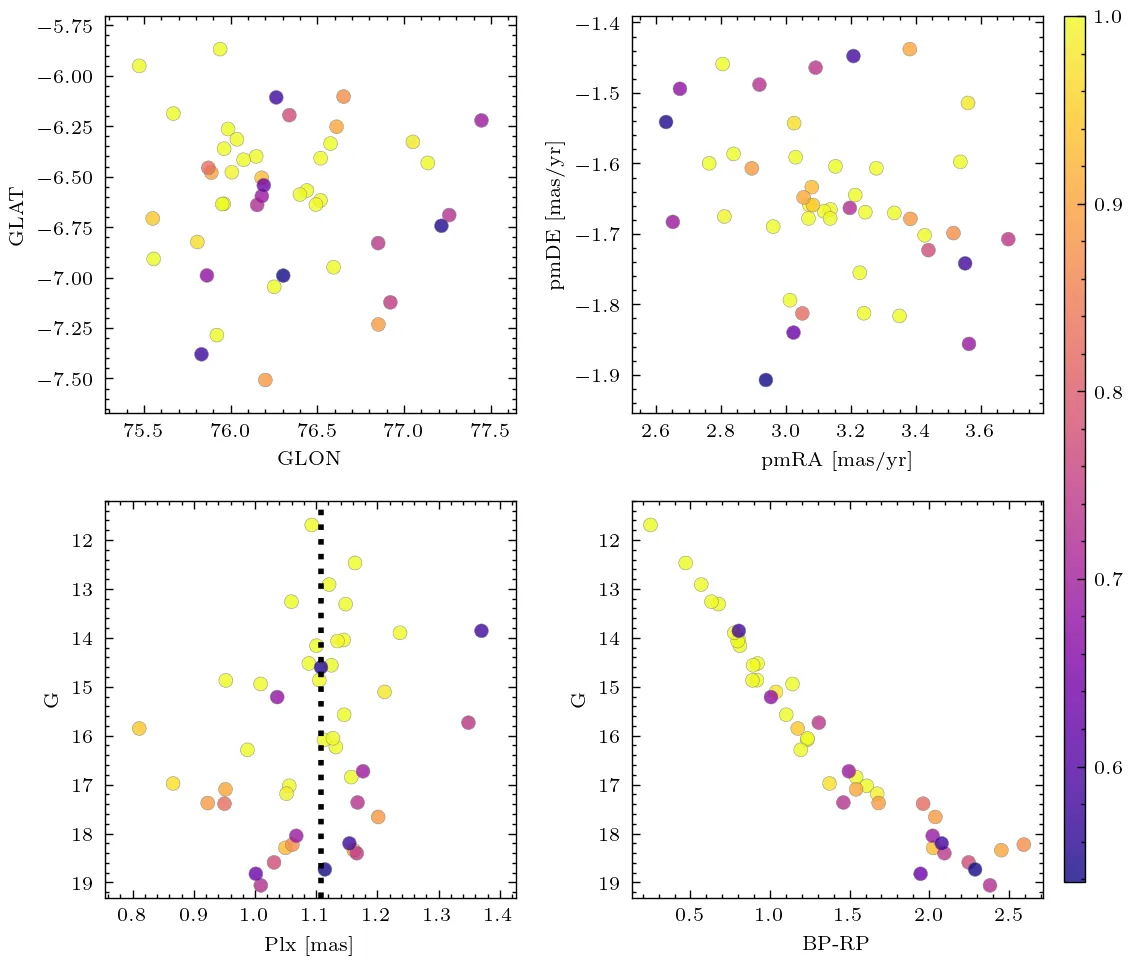 −5.75
−6.00
−6.25
−6.50
−6.75
−7.00
−7.25
−7.50
GLAT
75.5 76.0 76.5 77.0 77.5
GLON
−1.4
−1.5
−1.6
−1.7
−1.8
−1.9
pmDE [mas/yr]
2.6 2.8 3.0 3.2 3.4 3.6
pmRA [mas/yr]
12
13
14
15
16
17
18
19
G
0.8 0.9 1.0 1.1 1.2 1.3 1.4
Plx [mas]
12
13
14
15
16
17
18
19
G
0.5 1.0 1.5 2.0 2.5
BP-RP
1.0
0.9
0.8
0.7
0.6